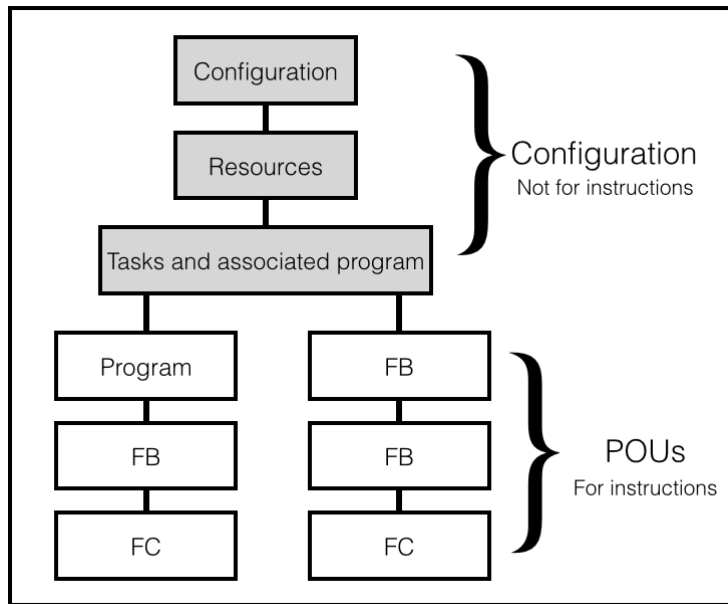 Configuration
Resources
Tasks and associated program
Configuration
Not for instructions
Program
FB
FB
FB
FC
FC
POUs
For instructions